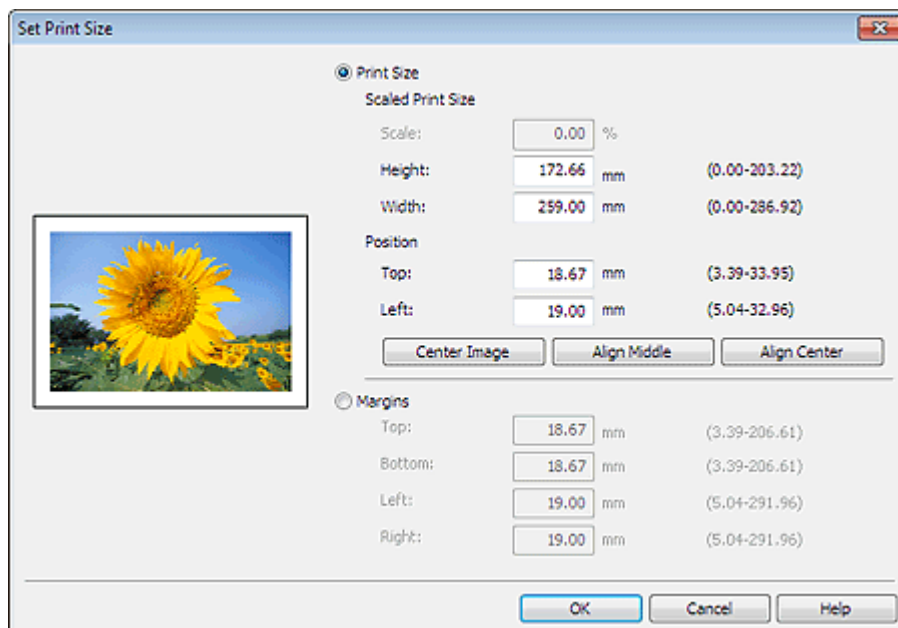 Set Print Size
Print Size
Scaled Print Size
Scale: 0.00 %
Height: 172.66 mm (0.00-203.22)
Width: 259.00 mm (0.00-286.92)
Position
Top: 18.67 mm (3.39-33.95)
Left: 19.00 mm (5.04-32.96)
Center Image Align Middle Align Center
Margins
Top: 18.67 mm (3.39-206.61)
Bottom: 18.67 mm (3.39-206.61)
Left: 19.00 mm (5.04-291.96)
Right: 19.00 mm (5.04-291.96)
OK Cancel Help